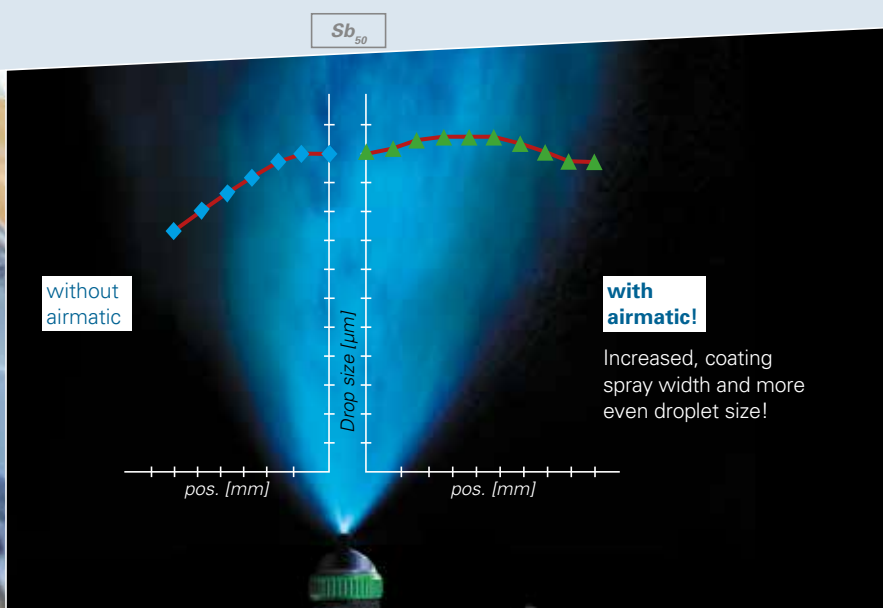 Sb50
without
airmatic
Drop size [µm]
with
airmatic!
Increased, coating
spray width and more
even droplet size!
pos. [mm]
pos. [mm]